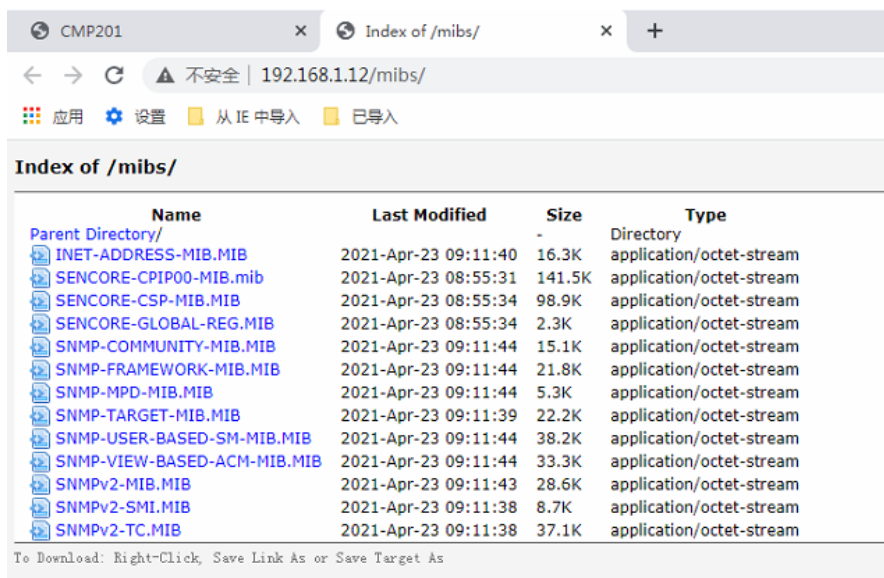 CMP201 × Index of /mibs/ × +
不安全 | 192.168.1.12/mibs/
应用 设置 从 IE 中导入 已导入
Index of /mibs/
Name Last Modified Size Type
Parent Directory/ - Directory
INET-ADDRESS-MIB.MIB 2021-Apr-23 09:11:40 16.3K application/octet-stream
SENCORE-CPIP00-MIB.mib 2021-Apr-23 08:55:31 141.5K application/octet-stream
SENCORE-CSP-MIB.MIB 2021-Apr-23 08:55:34 98.9K application/octet-stream
SENCORE-GLOBAL-REG.MIB 2021-Apr-23 08:55:34 2.3K application/octet-stream
SNMP-COMMUNITY-MIB.MIB 2021-Apr-23 09:11:44 15.1K application/octet-stream
SNMP-FRAMEWORK-MIB.MIB 2021-Apr-23 09:11:44 21.8K application/octet-stream
SNMP-MPD-MIB.MIB 2021-Apr-23 09:11:44 5.3K application/octet-stream
SNMP-TARGET-MIB.MIB 2021-Apr-23 09:11:39 22.2K application/octet-stream
SNMP-USER-BASED-SM-MIB.MIB 2021-Apr-23 09:11:44 38.2K application/octet-stream
SNMP-VIEW-BASED-ACM-MIB.MIB 2021-Apr-23 09:11:44 33.3K application/octet-stream
SNMPv2-MIB.MIB 2021-Apr-23 09:11:43 28.6K application/octet-stream
SNMPv2-SMI.MIB 2021-Apr-23 09:11:38 8.7K application/octet-stream
SNMPv2-TC.MIB 2021-Apr-23 09:11:38 37.1K application/octet-stream
To Download: Right-Click, Save Link As or Save Target As